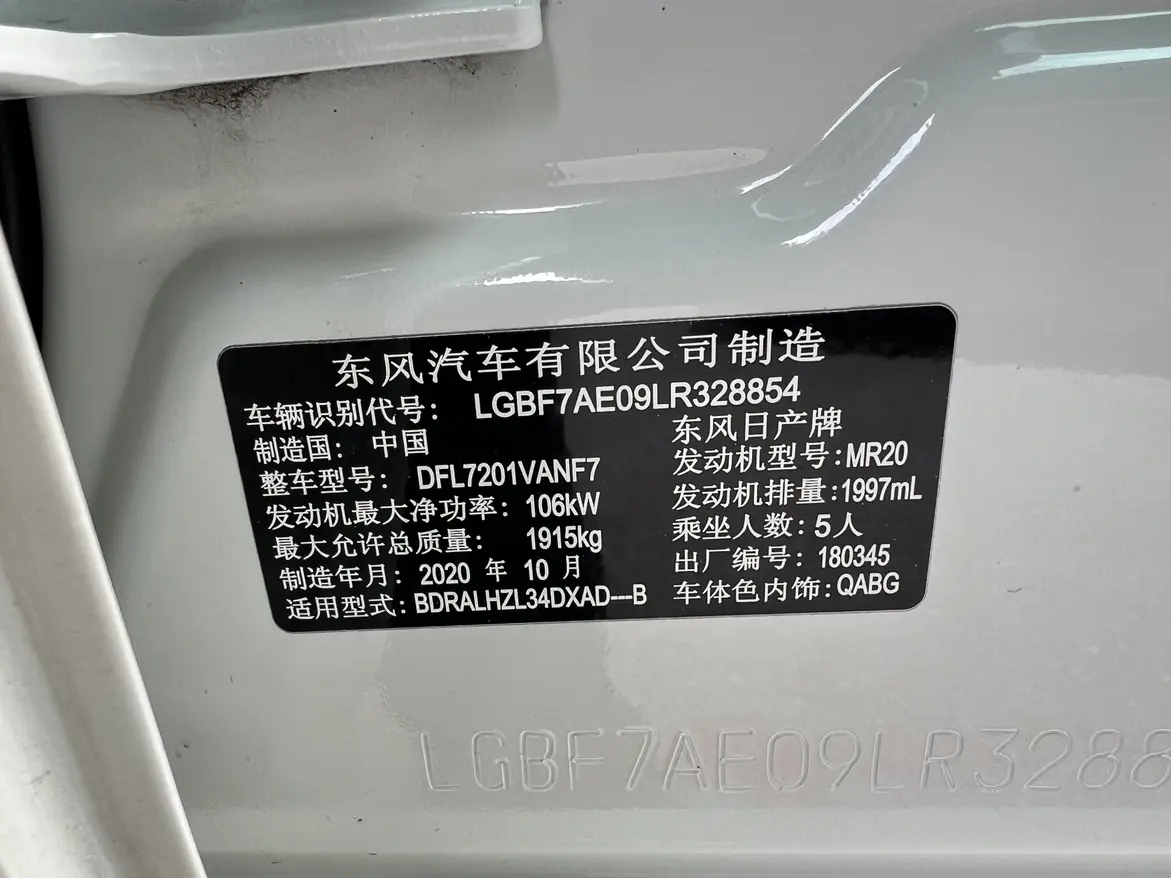 东风汽车有限公司制造
车辆识别代号： LGBF7AE09LR328854
制造国： 中国 东风日产牌
整车型号： DFL7201VANF7 发动机型号:MR20
发动机最大净功率： 106kW 发动机排量:1997mL
最大允许总质量： 1915kg 乘坐人数: 5人
制造年月： 2020 年 10 月 出厂编号: 180345
适用型式: BDRALHZL34DXAD---B 车体色内饰:QABG
LGBF7AE09LR3288